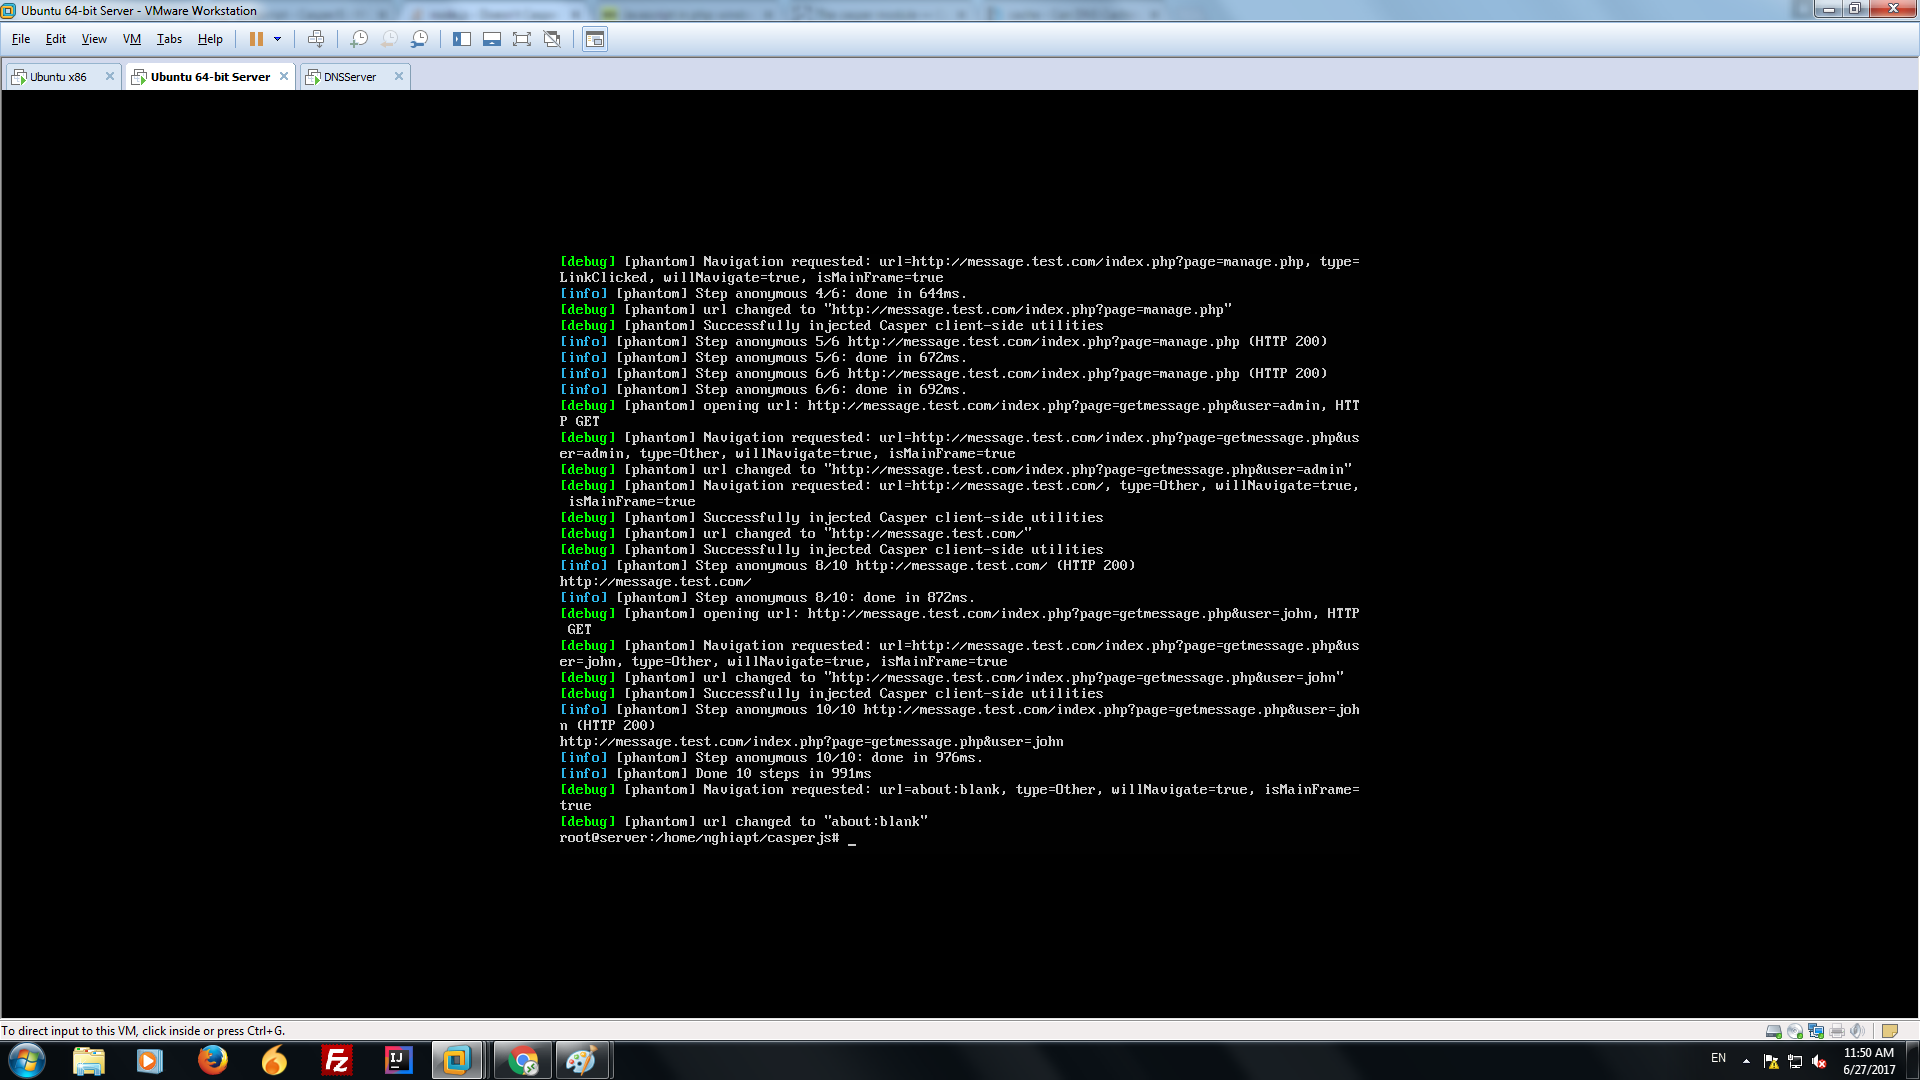 Ubuntu 64-bit Server - VMware Workstation
File Edit View VM Tabs Help
Ubuntu x86 Ubuntu 64-bit Server DNSServer
[debug] [phantom] Navigation requested: url=http://message.test.com/index.php?page=manage.php, type=
LinkClicked, willNavigate=true, isMainFrame=true
[info] [phantom] Step anonymous 4/6: done in 644ms.
[debug] [phantom] url changed to "http://message.test.com/index.php?page=manage.php"
[debug] [phantom] Successfully injected Casper client-side utilities
[info] [phantom] Step anonymous 5/6 http://message.test.com/index.php?page=manage.php (HTTP 200)
[info] [phantom] Step anonymous 5/6: done in 672ms.
[info] [phantom] Step anonymous 6/6 http://message.test.com/index.php?page=manage.php (HTTP 200)
[info] [phantom] Step anonymous 6/6: done in 692ms.
[debug] [phantom] opening url: http://message.test.com/index.php?page=getmessage.php&user=admin, HTT
P GET
[debug] [phantom] Navigation requested: url=http://message.test.com/index.php?page=getmessage.php&us
er=admin, type=Other, willNavigate=true, isMainFrame=true
[debug] [phantom] url changed to "http://message.test.com/index.php?page=getmessage.php&user=admin"
[debug] [phantom] Navigation requested: url=http://message.test.com/, type=Other, willNavigate=true,
isMainFrame=true
[debug] [phantom] Successfully injected Casper client-side utilities
[debug] [phantom] url changed to "http://message.test.com/"
[debug] [phantom] Successfully injected Casper client-side utilities
[info] [phantom] Step anonymous 8/10 http://message.test.com/ (HTTP 200)
http://message.test.com/
[info] [phantom] Step anonymous 8/10: done in 872ms.
[debug] [phantom] opening url: http://message.test.com/index.php?page=getmessage.php&user=john, HTTP
GET
[debug] [phantom] Navigation requested: url=http://message.test.com/index.php?page=getmessage.php&us
er=john, type=Other, willNavigate=true, isMainFrame=true
[debug] [phantom] url changed to "http://message.test.com/index.php?page=getmessage.php&user=john"
[debug] [phantom] Successfully injected Casper client-side utilities
[info] [phantom] Step anonymous 10/10 http://message.test.com/index.php?page=getmessage.php&user=joh
n (HTTP 200)
http://message.test.com/index.php?page=getmessage.php&user=john
[info] [phantom] Step anonymous 10/10: done in 976ms.
[info] [phantom] Done 10 steps in 991ms
[debug] [phantom] Navigation requested: url=about:blank, type=Other, willNavigate=true, isMainFrame=
true
[debug] [phantom] url changed to "about:blank"
root@server:/home/nghiapt/casperjs# _
To direct input to this VM, click inside or press Ctrl+G.
EN
11:50 AM
6/27/2017